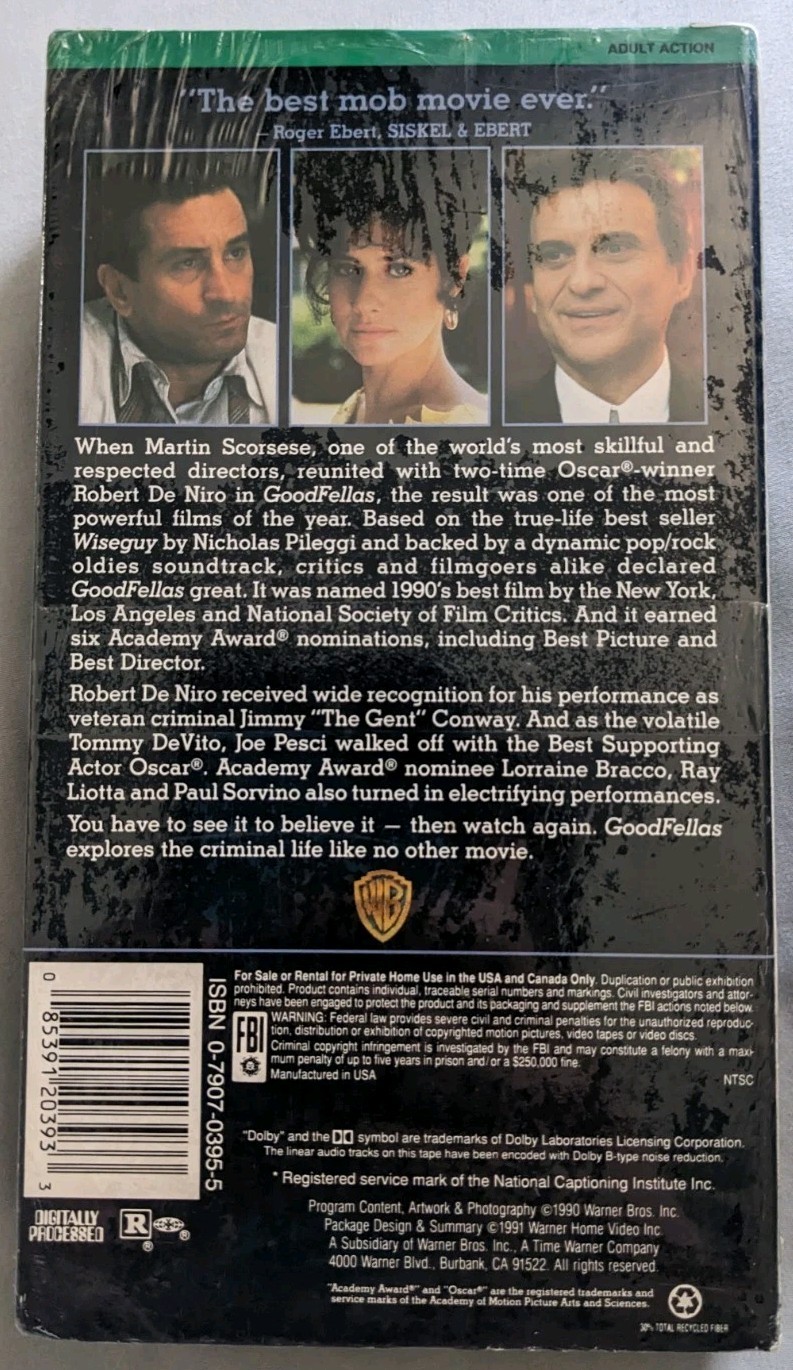 ADULT ACTION
"The best mob movie ever."
– Roger Ebert, SISKEL & EBERT
When Martin Scorsese, one of the world's most skillful and
respected directors, reunited with two-time Oscar®-winner
Robert De Niro in GoodFellas, the result was one of the most
powerful films of the year. Based on the true-life best seller
Wiseguy by Nicholas Pileggi and backed by a dynamic pop/rock
oldies soundtrack, critics and filmgoers alike declared
GoodFellas great. It was named 1990's best film by the New York,
Los Angeles and National Society of Film Critics. And it earned
six Academy Award® nominations, including Best Picture and
Best Director.
Robert De Niro received wide recognition for his performance as
veteran criminal Jimmy "The Gent" Conway. And as the volatile
Tommy DeVito, Joe Pesci walked off with the Best Supporting
Actor Oscar®. Academy Award® nominee Lorraine Bracco, Ray
Liotta and Paul Sorvino also turned in electrifying performances.
You have to see it to believe it — then watch again. GoodFellas
explores the criminal life like no other movie.
WB
For Sale or Rental for Private Home Use in the USA and Canada Only. Duplication or public exhibition
prohibited. Product contains individual, traceable serial numbers and markings. Civil investigators and attor-
neys have been engaged to protect the product and its packaging and supplement the FBI actions noted below.
FBI
WARNING: Federal law provides severe civil and criminal penalties for the unauthorized reproduc-
tion, distribution or exhibition of copyrighted motion pictures, video tapes or video discs.
Criminal copyright infringement is investigated by the FBI and may constitute a felony with a maxi-
mum penalty of up to five years in prison and/or a $250,000 fine.
Manufactured in USA
NTSC
0 85391 20393 3
ISBN 0-7907-0395-5
"Dolby" and the symbol are trademarks of Dolby Laboratories Licensing Corporation.
The linear audio tracks on this tape have been encoded with Dolby B-type noise reduction.
* Registered service mark of the National Captioning Institute Inc.
DIGITALLY
PROCESSED
R ® ®
Program Content, Artwork & Photography ©1990 Warner Bros. Inc.
Package Design & Summary ©1991 Warner Home Video Inc.
A Subsidiary of Warner Bros. Inc., A Time Warner Company
4000 Warner Blvd., Burbank, CA 91522. All rights reserved.
"Academy Award®" and "Oscar®" are the registered trademarks and
service marks of the Academy of Motion Picture Arts and Sciences.
30% TOTAL RECYCLED FIBER